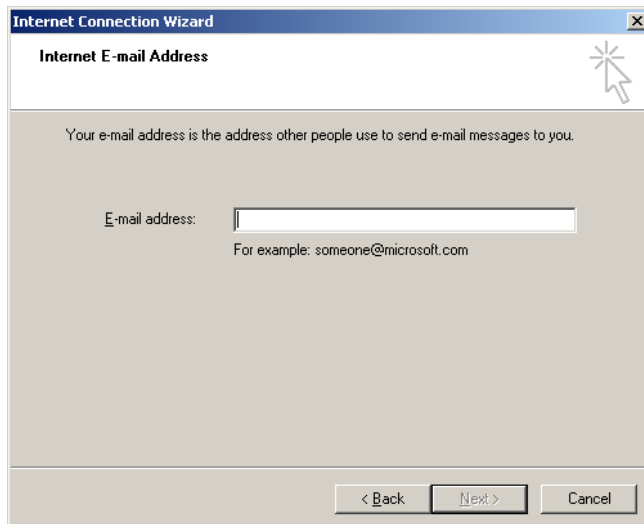 Internet Connection Wizard
Internet E-mail Address
Your e-mail address is the address other people use to send e-mail messages to you.
E-mail address:
For example: someone@microsoft.com
< Back Next > Cancel